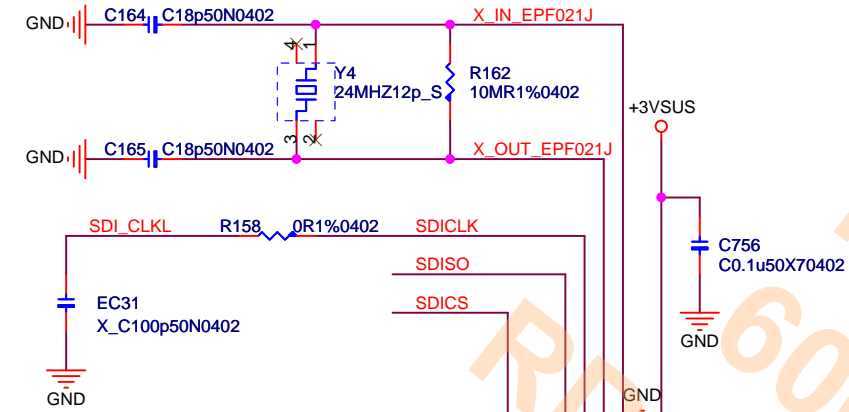 C164 C18p50N0402
X_IN_EPF021J
GND
4
1
Y4
24MHZ12p_S
R162
10MR1%0402
+3VSUS
3
2
C165 C18p50N0402
X_OUT_EPF021J
GND
SDI_CLKL
R158 0R1%0402
SDICLK
C756
C0.1u50X70402
SDISO
EC31
X_C100p50N0402
SDICS
GND
GND
GND